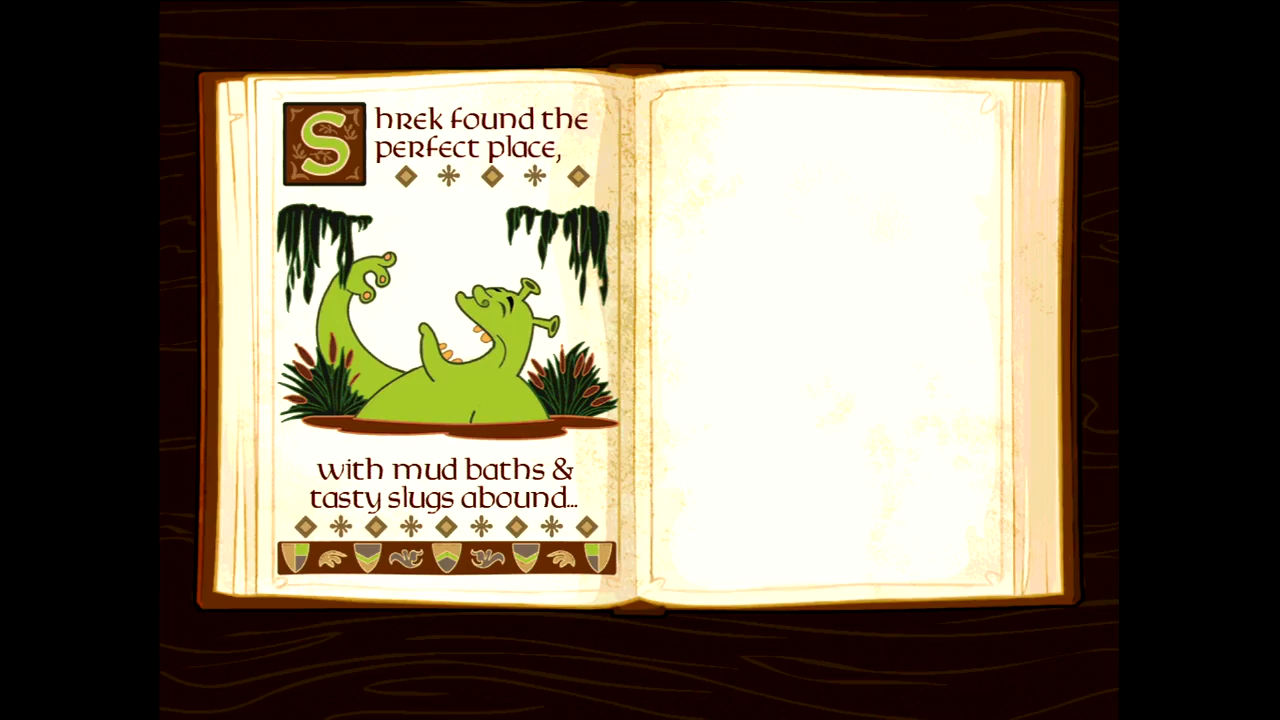 Shrek found the
perfect place,
with mud baths &
tasty slugs abound...